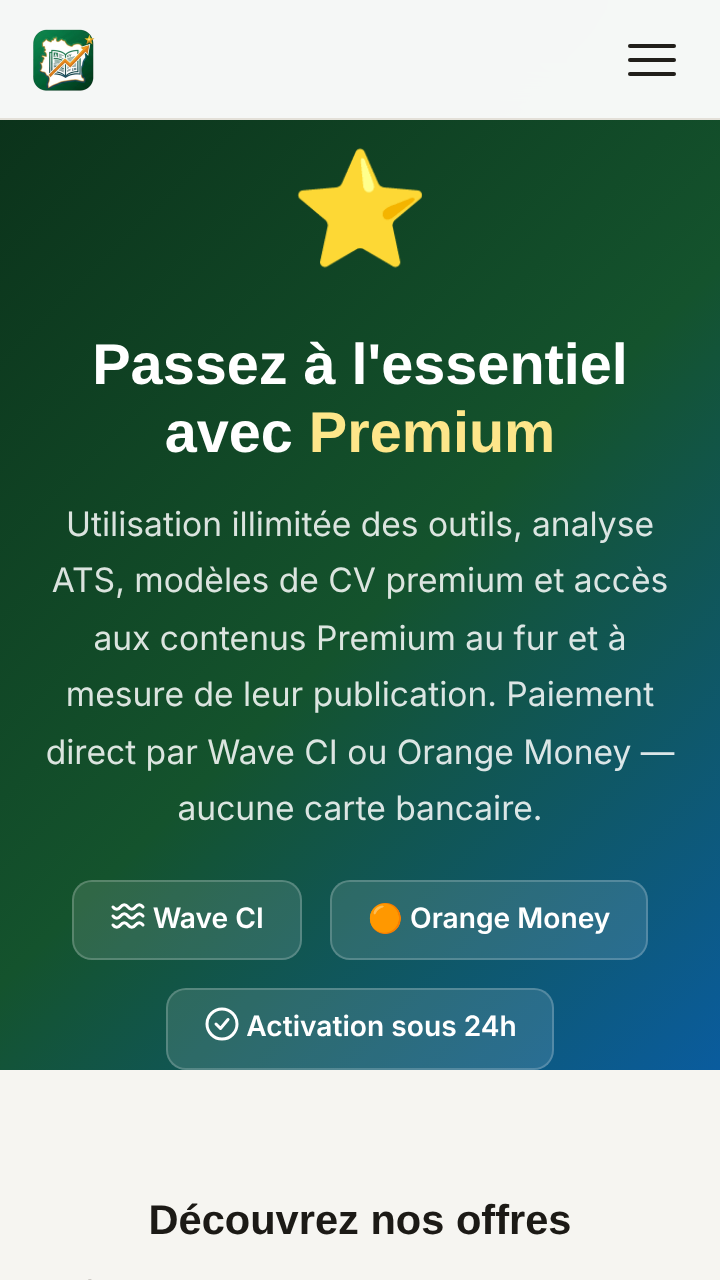 Passez à l'essentiel
avec Premium
Utilisation illimitée des outils, analyse
ATS, modèles de CV premium et accès
aux contenus Premium au fur et à
mesure de leur publication. Paiement
direct par Wave CI ou Orange Money —
aucune carte bancaire.
Wave CI
Orange Money
Activation sous 24h
Découvrez nos offres